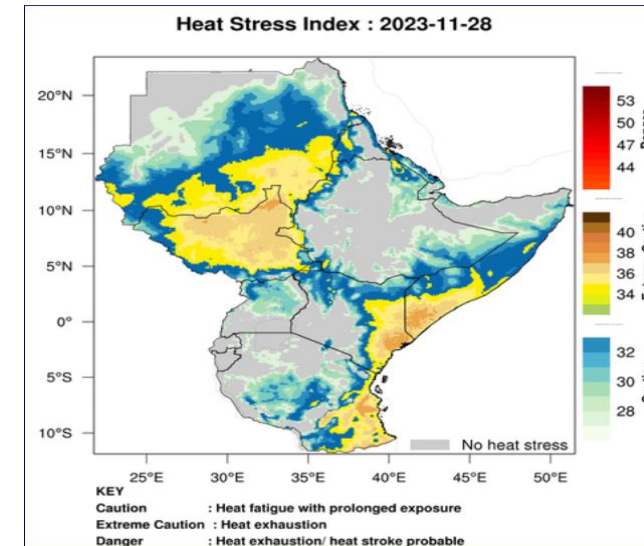 Heat Stress Index : 2023-11-28
20°N
15°N
10°N
5°N
0°
5°S
10°S
25°E
30°E
35°E
40°E
45°E
50°E
53
50
47
44
40
38
36
34
32
30
28
No heat stress
KEY
Caution : Heat fatigue with prolonged exposure
Extreme Caution : Heat exhaustion
Danger : Heat exhaustion/ heat stroke probable